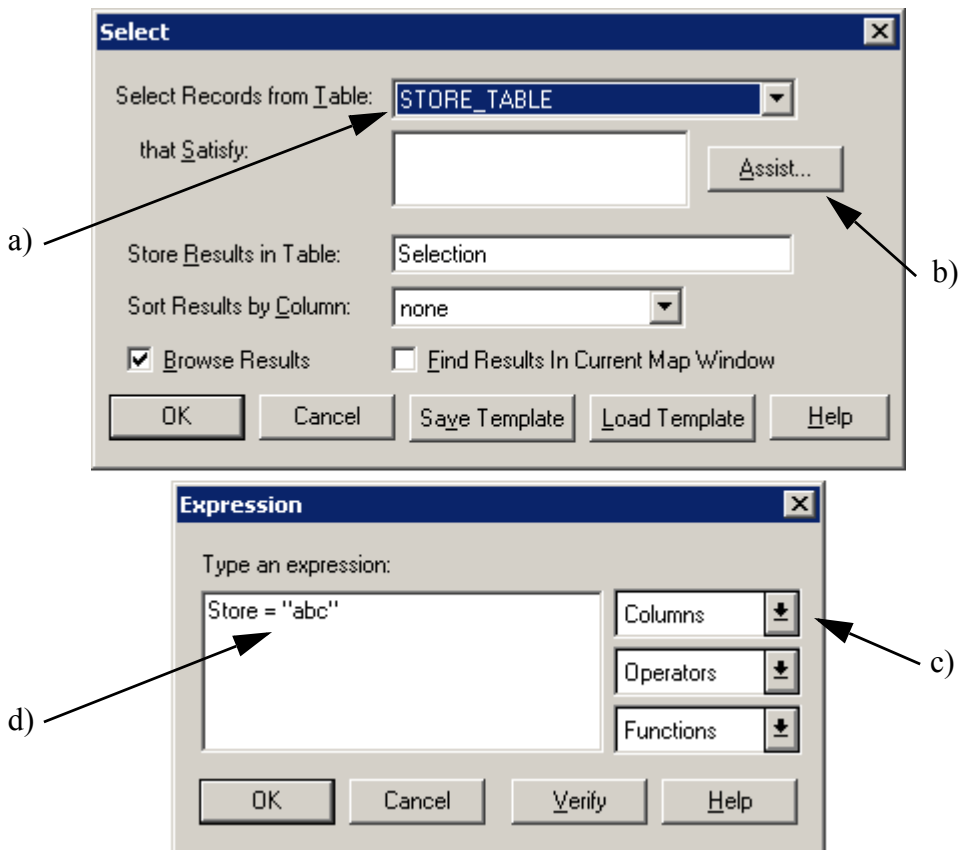 Select
Select Records from Table: STORE_TABLE
that Satisfy:
Assist...
a)
b)
Store Results in Table: Selection
Sort Results by Column: none
Browse Results Find Results In Current Map Window
OK Cancel Save Template Load Template Help
Expression
Type an expression:
Store = "abc" Columns
c)
Operators
d)
Functions
OK Cancel Verify Help